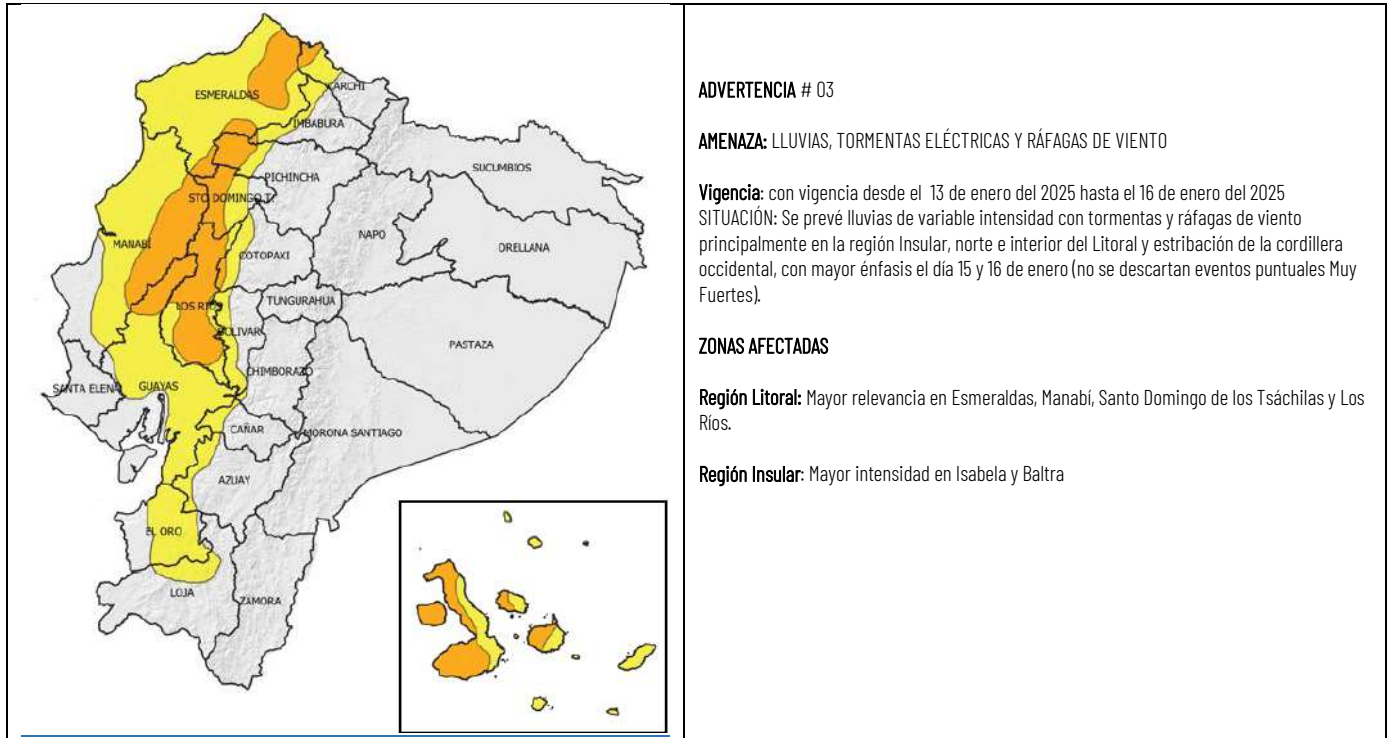 ESMERALDAS
CARCHI
IMBABURA
SUCUMBIOS
PICHINCHA
STO DOMINGO T.
NAPO
ORELLANA
MANABÍ
COTOPAXI
TUNGURAHUA
LOS RIOS
BOLIVAR
PASTAZA
CHIMBORAZO
SANTA ELENA
GUAYAS
CAÑAR
MORONA SANTIAGO
AZUAY
EL ORO
LOJA
ZAMORA
ADVERTENCIA # 03
AMENAZA: LLUVIAS, TORMENTAS ELÉCTRICAS Y RÁFAGAS DE VIENTO
Vigencia: con vigencia desde el 13 de enero del 2025 hasta el 16 de enero del 2025
SITUACIÓN: Se prevé lluvias de variable intensidad con tormentas y ráfagas de viento
principalmente en la región Insular, norte e interior del Litoral y estribación de la cordillera
occidental, con mayor énfasis el día 15 y 16 de enero (no se descartan eventos puntuales Muy
Fuertes).
ZONAS AFECTADAS
Región Litoral: Mayor relevancia en Esmeraldas, Manabí, Santo Domingo de los Tsáchilas y Los
Ríos.
Región Insular: Mayor intensidad en Isabela y Baltra